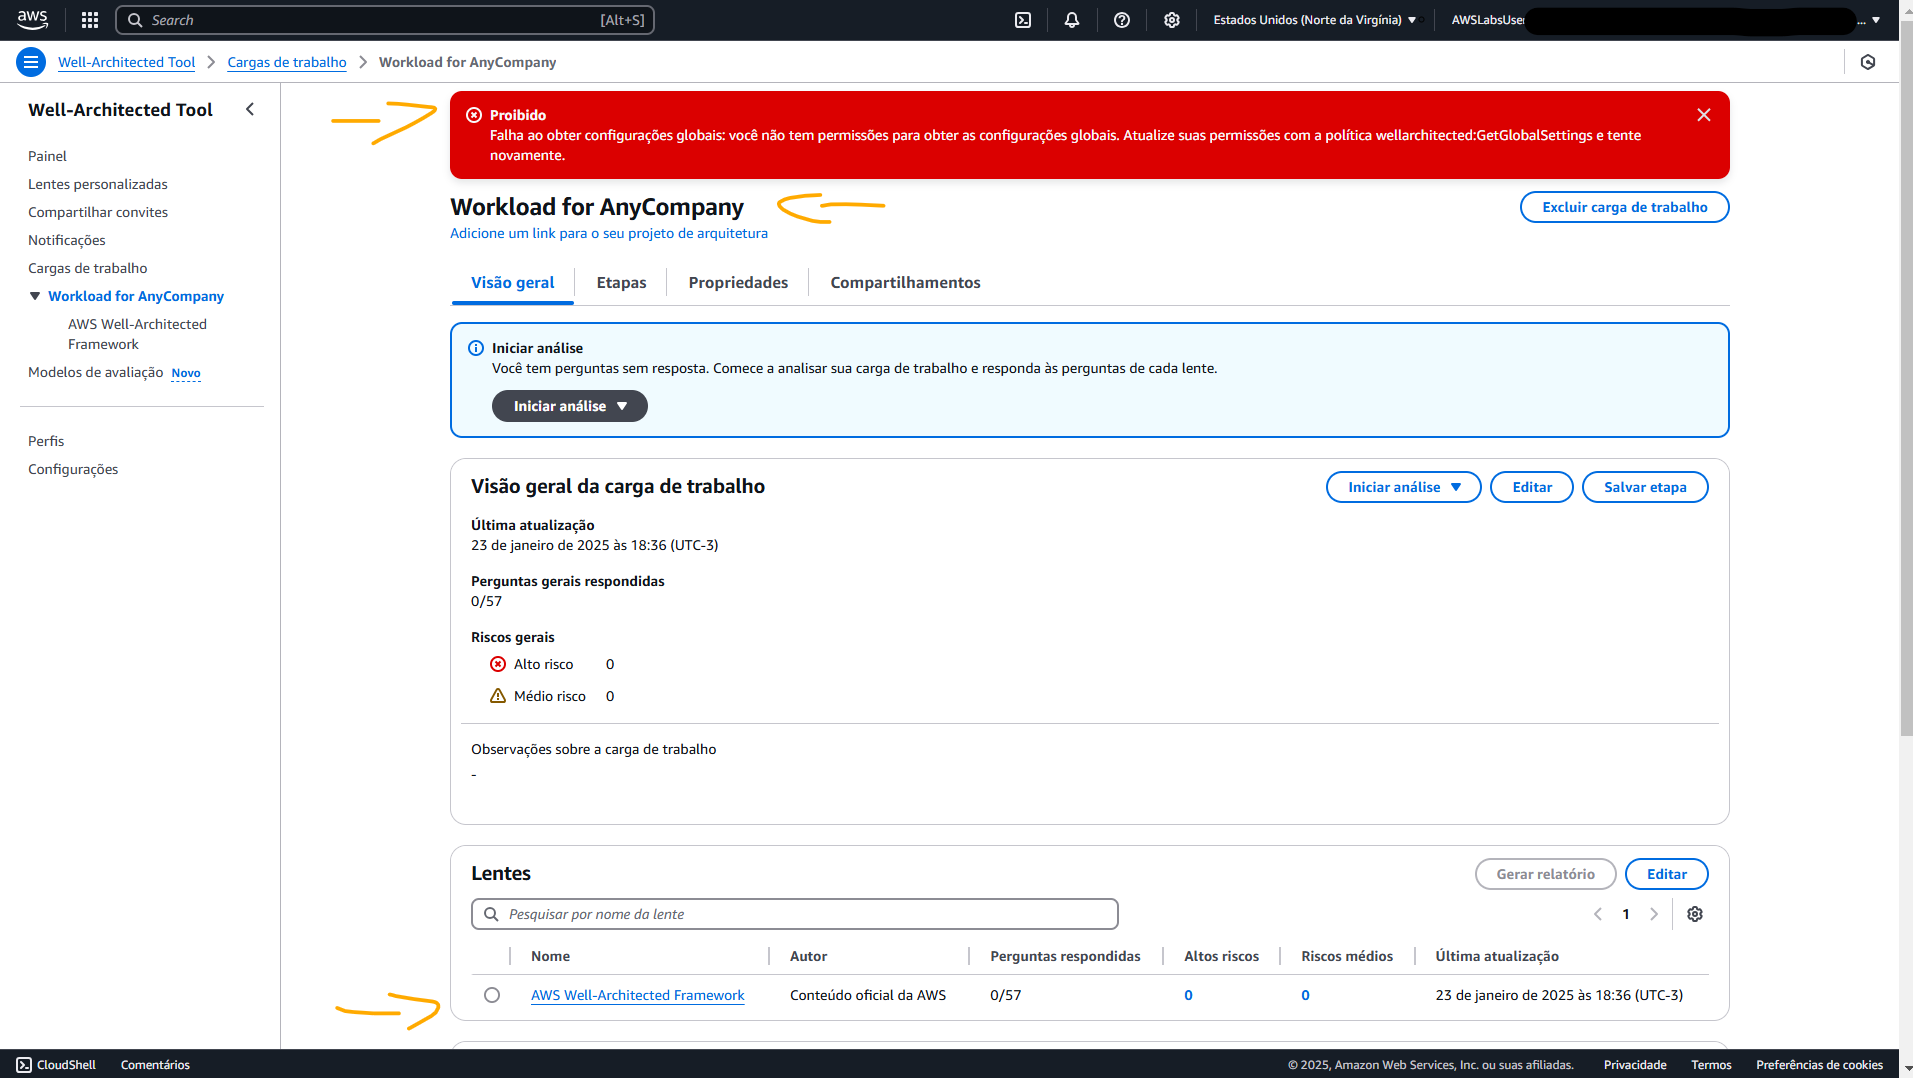 aws
Search
[Alt+S]
Estados Unidos (Norte da Virgínia)
AWSLabsUser
...
Well-Architected Tool
Cargas de trabalho
Workload for AnyCompany
Well-Architected Tool
Painel
Lentes personalizadas
Compartilhar convites
Notificações
Cargas de trabalho
Workload for AnyCompany
AWS Well-Architected
Framework
Modelos de avaliação Novo
Perfis
Configurações
Proibido
Falha ao obter configurações globais: você não tem permissões para obter as configurações globais. Atualize suas permissões com a política wellarchitected:GetGlobalSettings e tente
novamente.
Workload for AnyCompany
Excluir carga de trabalho
Adicione um link para o seu projeto de arquitetura
Visão geral
Etapas
Propriedades
Compartilhamentos
Iniciar análise
Você tem perguntas sem resposta. Comece a analisar sua carga de trabalho e responda às perguntas de cada lente.
Iniciar análise
Visão geral da carga de trabalho
Iniciar análise
Editar
Salvar etapa
Última atualização
23 de janeiro de 2025 às 18:36 (UTC-3)
Perguntas gerais respondidas
0/57
Riscos gerais
Alto risco 0
Médio risco 0
Observações sobre a carga de trabalho
-
Lentes
Gerar relatório
Editar
Pesquisar por nome da lente
1
Nome Autor Perguntas respondidas Altos riscos Riscos médios Última atualização
AWS Well-Architected Framework Conteúdo oficial da AWS 0/57 0 0 23 de janeiro de 2025 às 18:36 (UTC-3)
CloudShell
Comentários
© 2025, Amazon Web Services, Inc. ou suas afiliadas.
Privacidade
Termos
Preferências de cookies